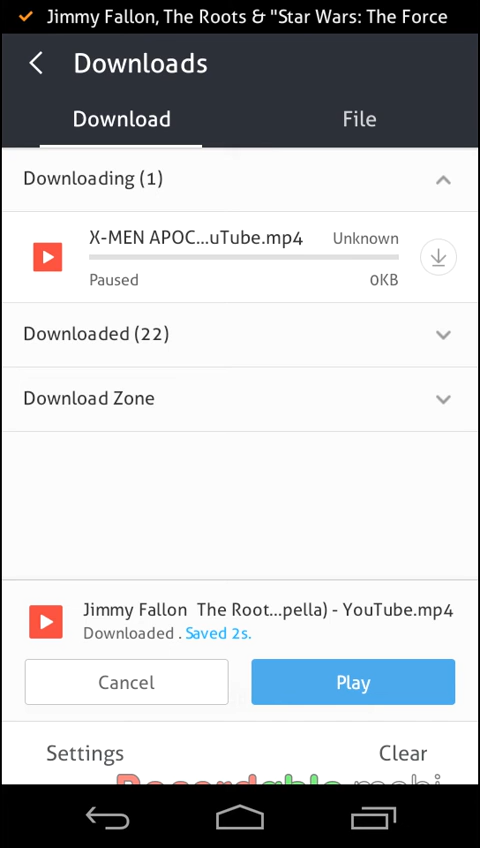 Jimmy Fallon, The Roots & "Star Wars: The Force
Downloads
Download
File
Downloading (1)
X-MEN APOC...uTube.mp4
Unknown
Paused
0KB
Downloaded (22)
Download Zone
Jimmy Fallon The Root...pella) - YouTube.mp4
Downloaded . Saved 2s.
Cancel
Play
Settings
Clear
Recordable.mobi